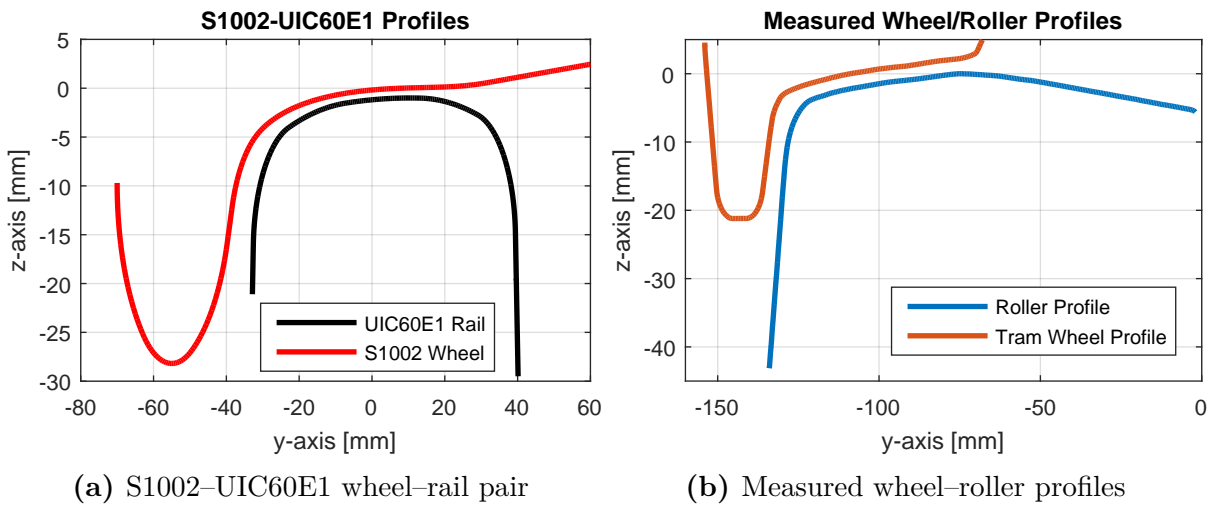 S1002-UIC60E1 Profiles
5
0
-5
-10
-15
-20
-25
-30
z-axis [mm]
UIC60E1 Rail
S1002 Wheel
-80 -60 -40 -20 0 20 40 60
y-axis [mm]
(a) S1002–UIC60E1 wheel–rail pair
Measured Wheel/Roller Profiles
0
-10
-20
-30
-40
z-axis [mm]
Roller Profile
Tram Wheel Profile
-150 -100 -50 0
y-axis [mm]
(b) Measured wheel–roller profiles